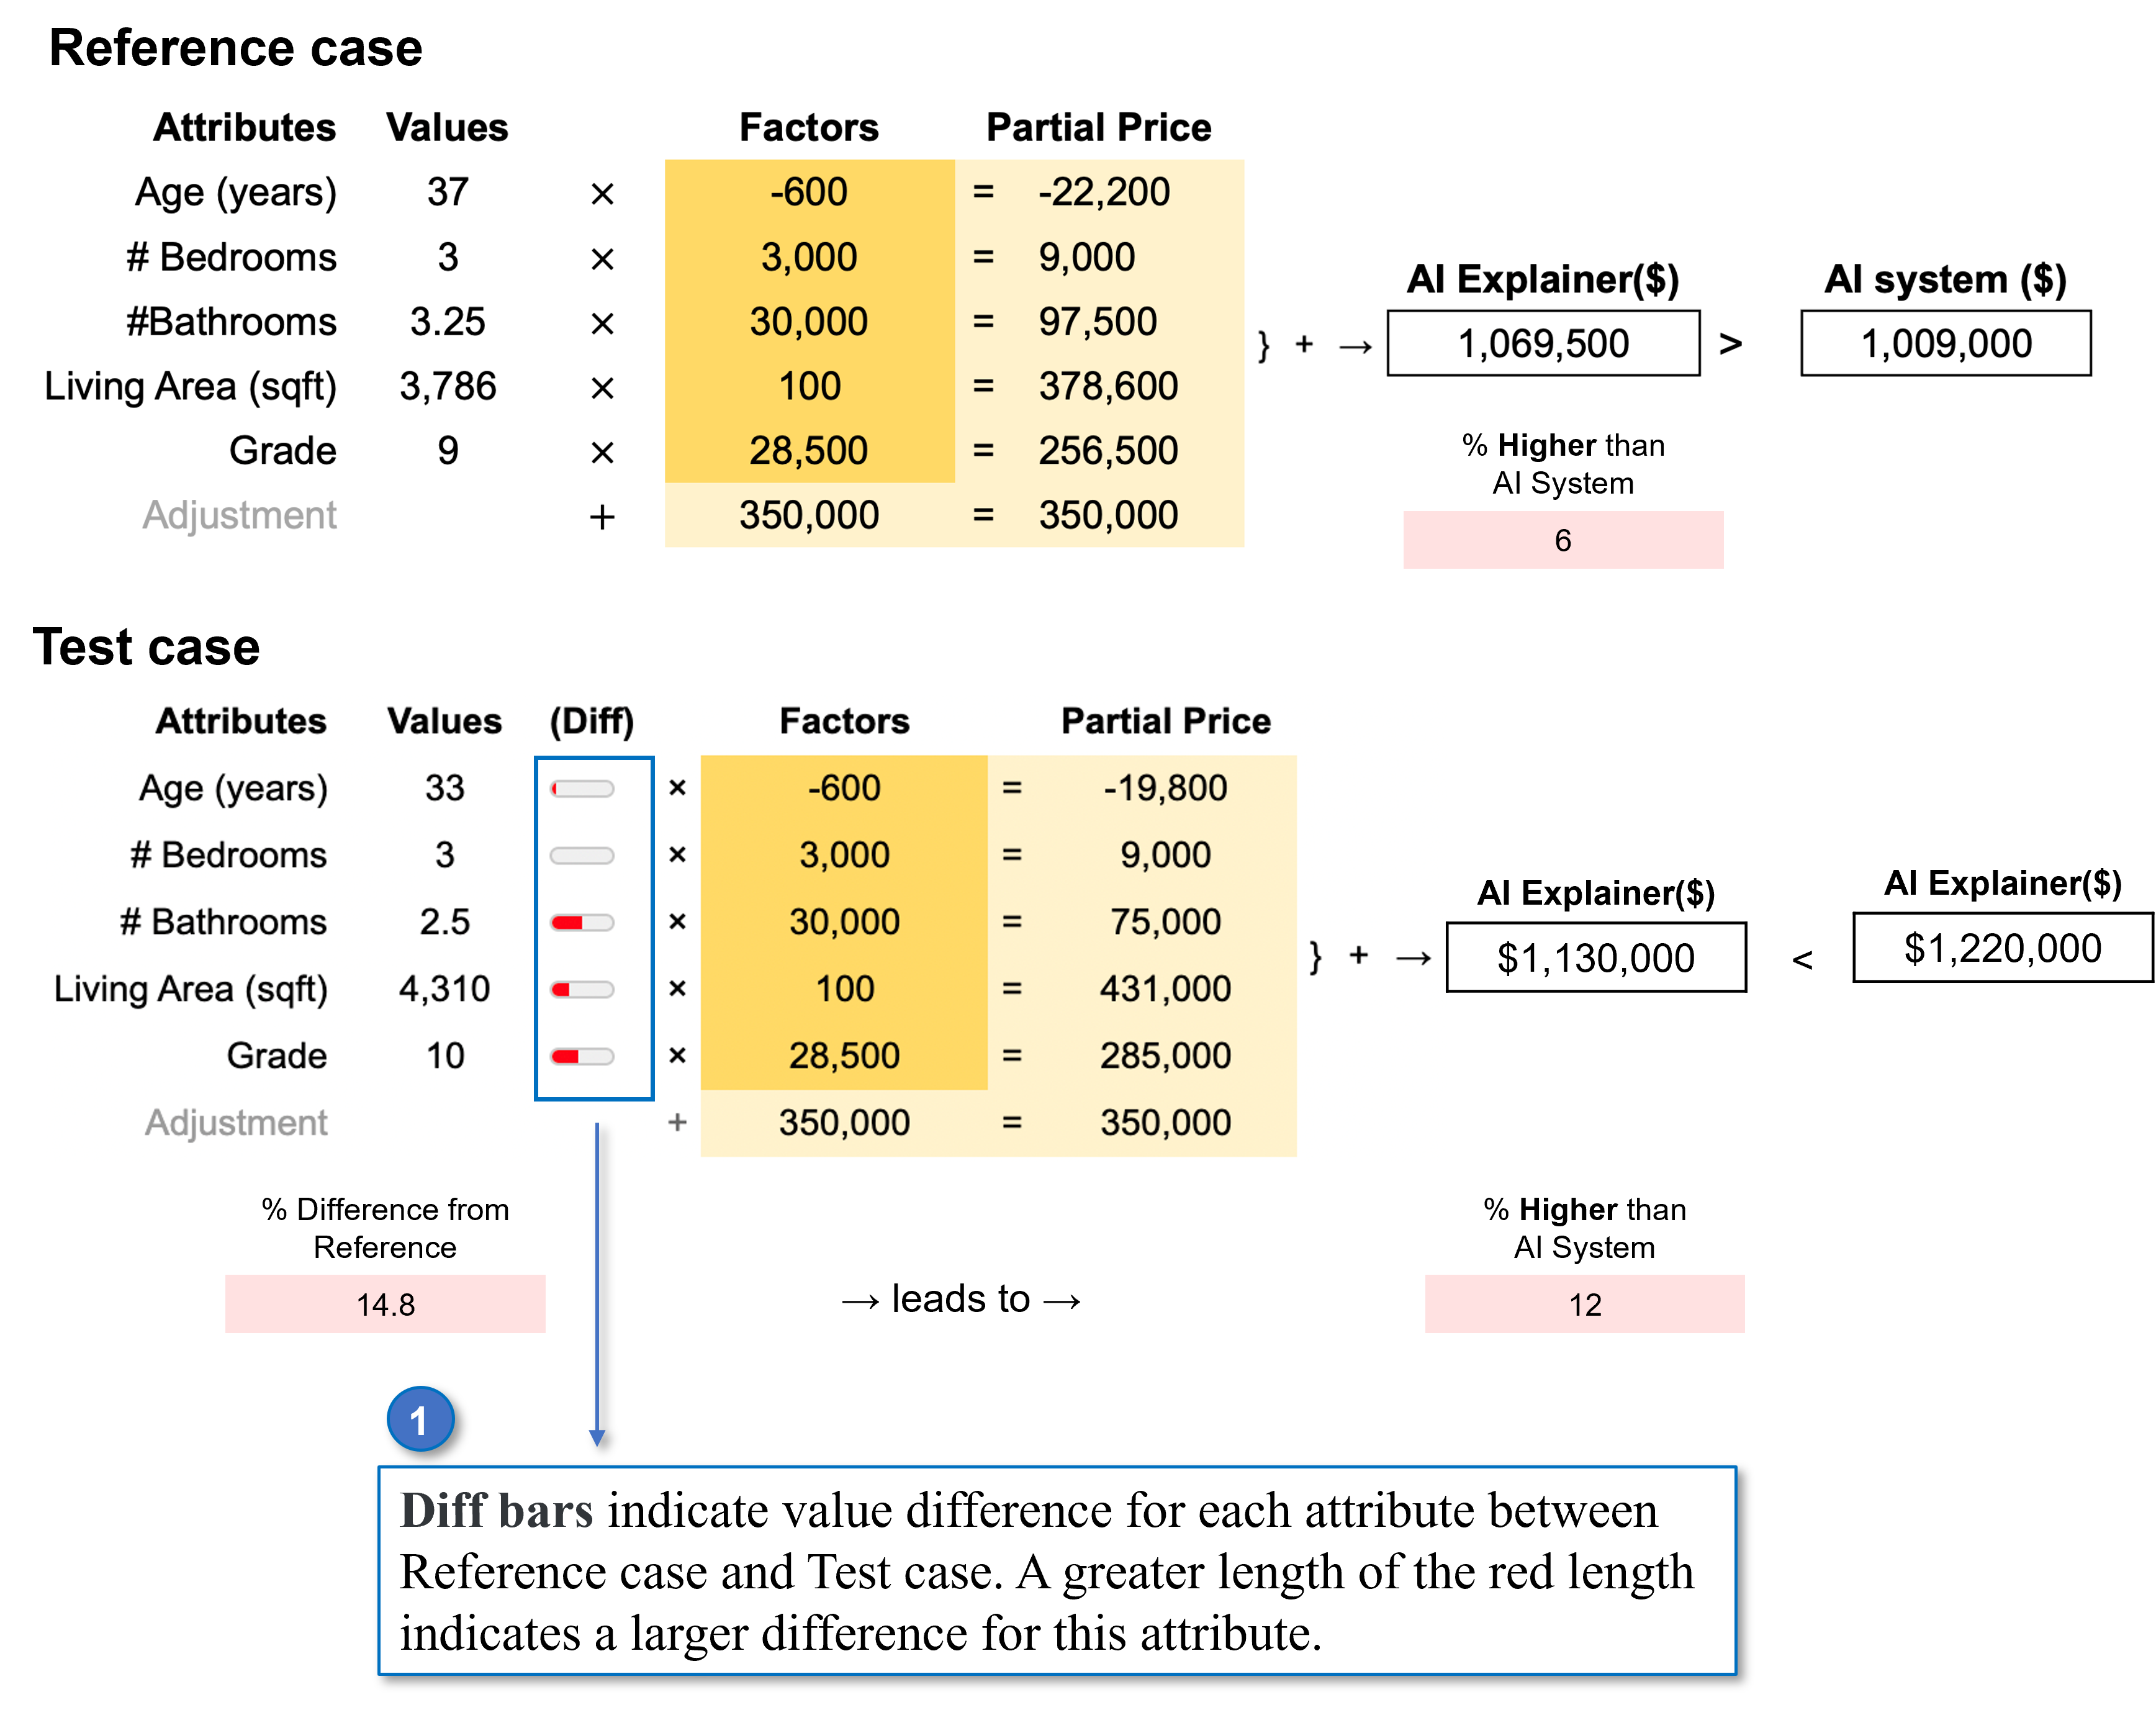 Reference case
Attributes Values Factors Partial Price
Age (years) 37 × -600 = -22,200
# Bedrooms 3 × 3,000 = 9,000
#Bathrooms 3.25 × 30,000 = 97,500
Living Area (sqft) 3,786 × 100 = 378,600
Grade 9 × 28,500 = 256,500
Adjustment + 350,000 = 350,000
AI Explainer($) AI system ($)
} + → 1,069,500 > 1,009,000
% Higher than
AI System
6
Test case
Attributes Values (Diff) Factors Partial Price
Age (years) 33 × -600 = -19,800
# Bedrooms 3 × 3,000 = 9,000
# Bathrooms 2.5 × 30,000 = 75,000
Living Area (sqft) 4,310 × 100 = 431,000
Grade 10 × 28,500 = 285,000
Adjustment + 350,000 = 350,000
AI Explainer($) AI Explainer($)
} + → $1,130,000 < $1,220,000
% Difference from
Reference
14.8
→ leads to →
% Higher than
AI System
12
1
Diff bars indicate value difference for each attribute between
Reference case and Test case. A greater length of the red length
indicates a larger difference for this attribute.